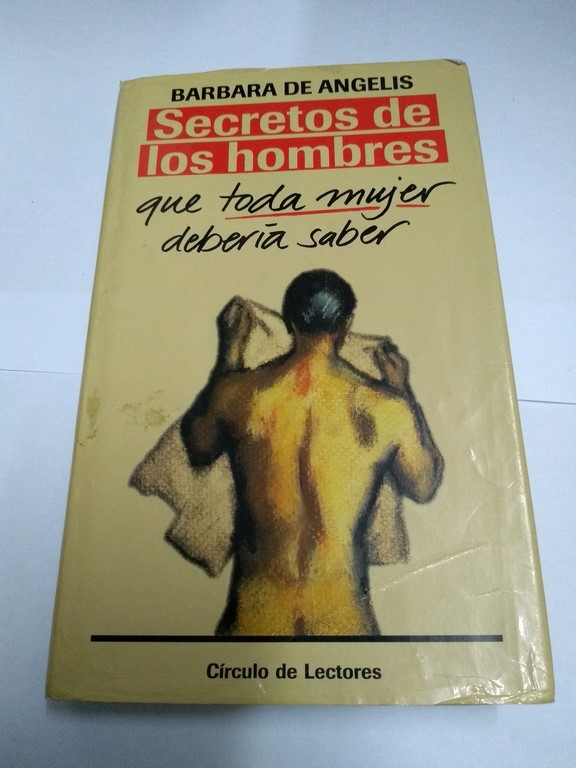 BARBARA DE ANGELIS
Secretos de
los hombres
que toda mujer
debería saber
Círculo de Lectores